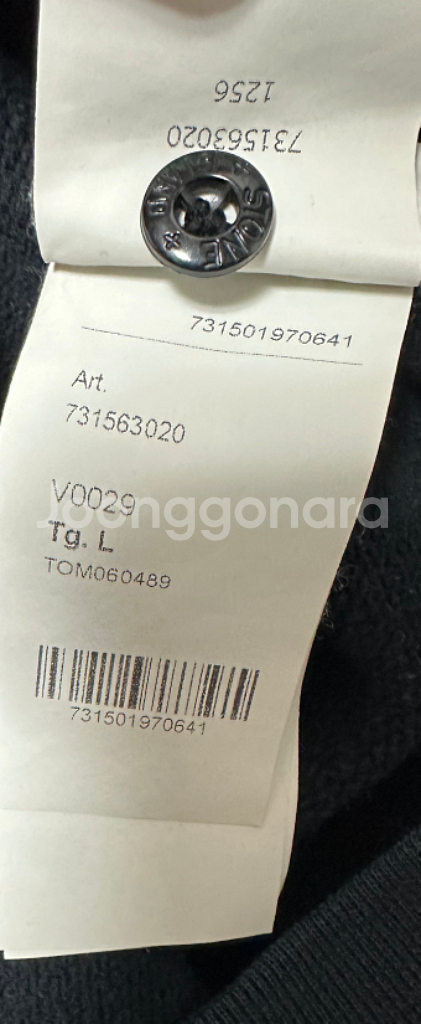 1256
731563020
STONE
731501970641
Art.
731563020
V0029
Joonggonara
Tg. L
TOM060489
731501970641